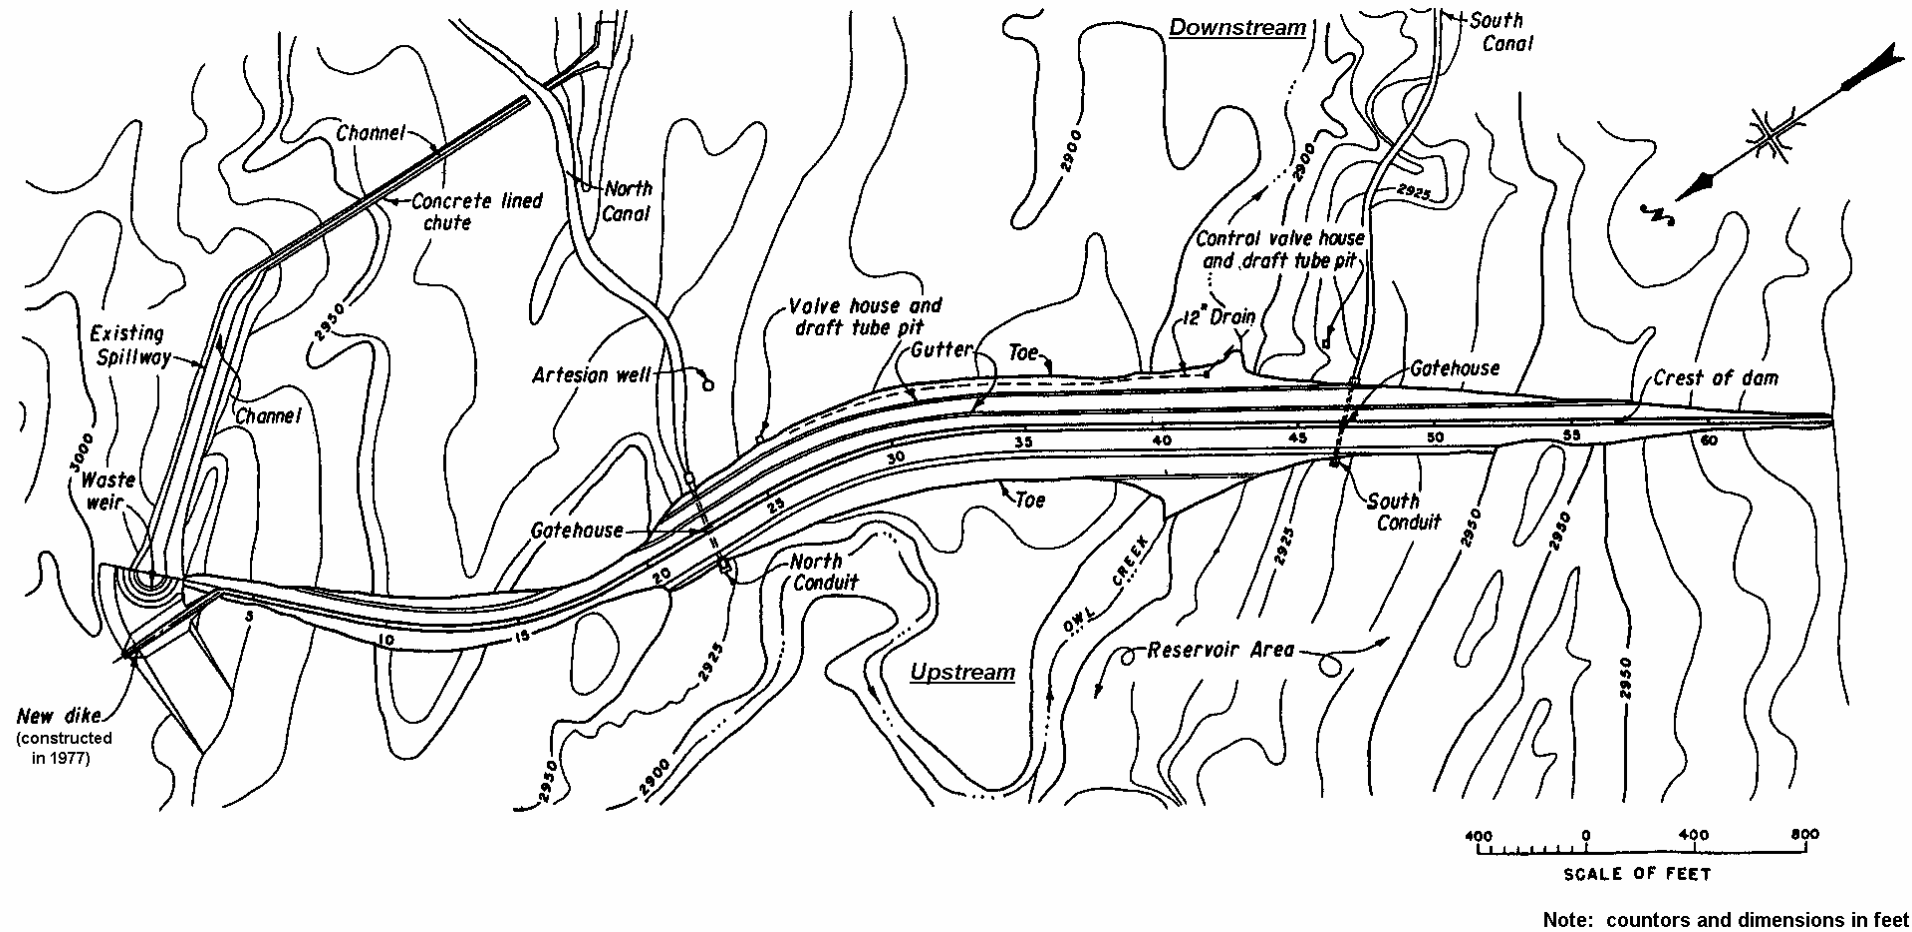 Downstream
South
Canal
Channel
2900
2900
North
Canal
Concrete lined
chute
2925
N
Control valve house
and draft tube pit
2950
Valve house and
draft tube pit
12" Drain
Existing
Spillway
Gutter
Toe
Artesian well
Gatehouse
Crest of dam
Channel
3000
35
40
45
50
55
60
30
Waste
weir
25
Toe
South
Conduit
Gatehouse
2925
2950
2950
CREEK
North
Conduit
20
5
10
15
OWL
2925
Reservoir Area
Upstream
2950
New dike
(constructed
in 1977)
2950
2900
400 0 400 800
SCALE OF FEET
Note: countors and dimensions in feet